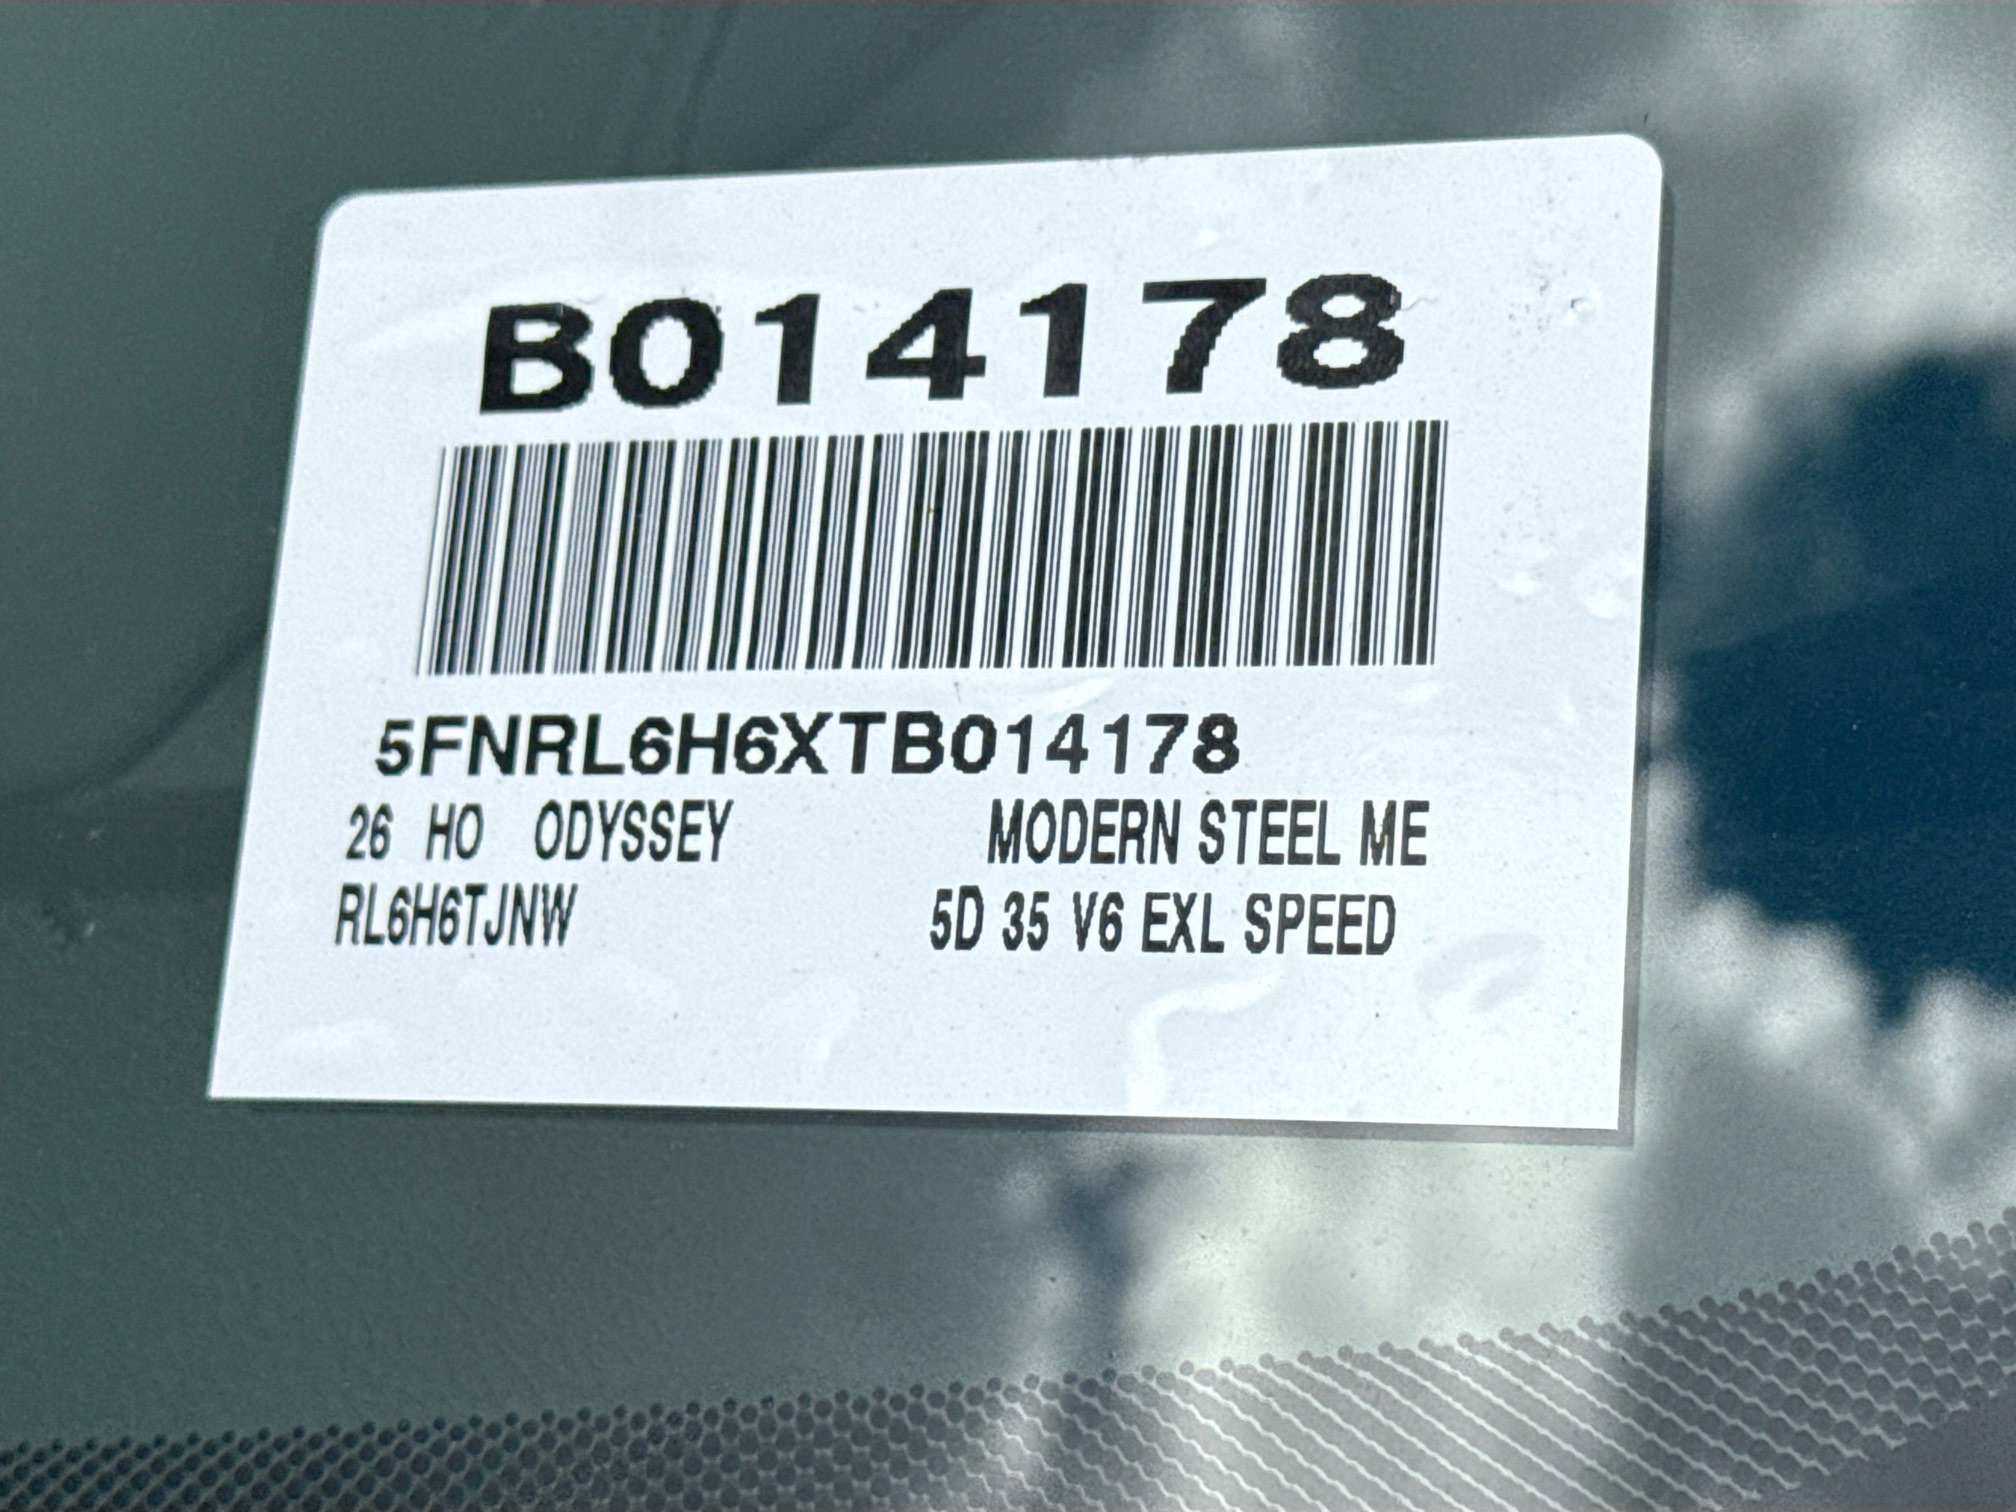 B014178
5FNRL6H6XTB014178
26 HO ODYSSEY MODERN STEEL ME
RL6H6TJNW 5D 35 V6 EXL SPEED